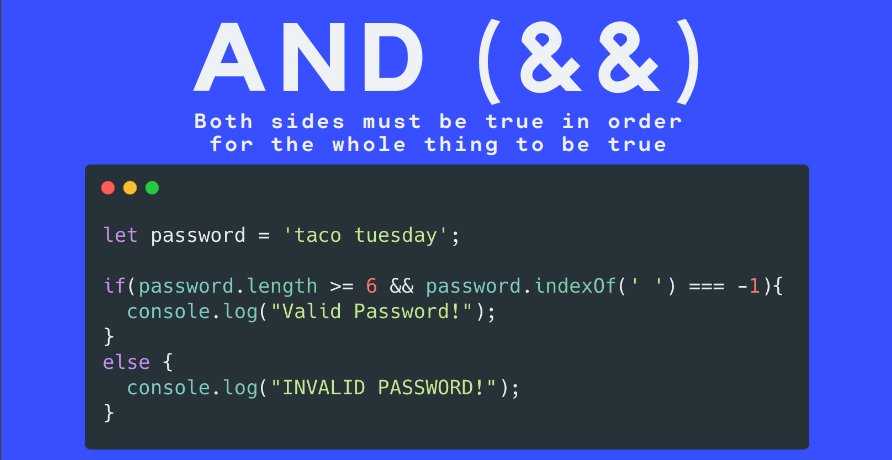 AND (&&)
Both sides must be true in order
for the whole thing to be true
let password = 'taco tuesday';
if(password.length >= 6 && password.indexOf(' ') === -1){
  console.log("Valid Password!");
}
else {
  console.log("INVALID PASSWORD!");
}